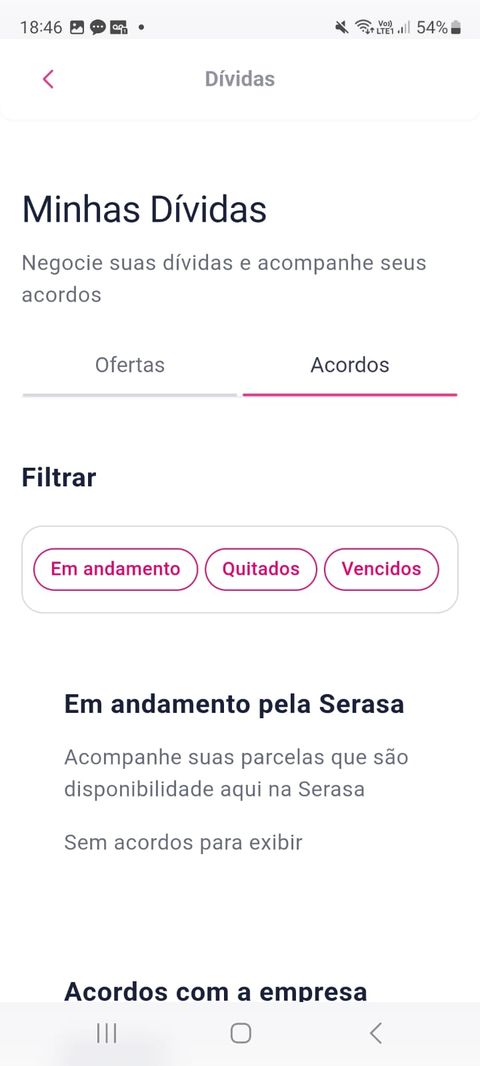 18:46 54%
Dívidas
Minhas Dívidas
Negocie suas dívidas e acompanhe seus
acordos
Ofertas Acordos
Filtrar
Em andamento Quitados Vencidos
Em andamento pela Serasa
Acompanhe suas parcelas que são
disponibilidade aqui na Serasa
Sem acordos para exibir
Acordos com a empresa